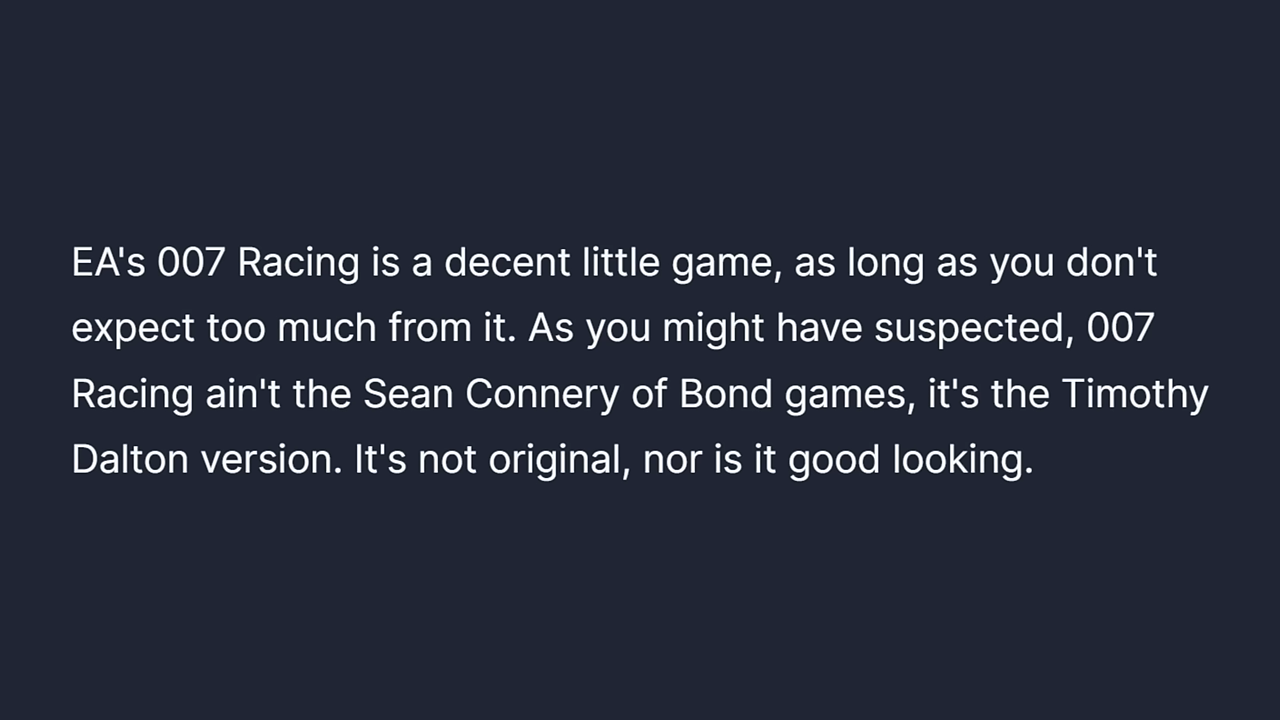 EA's 007 Racing is a decent little game, as long as you don't
expect too much from it. As you might have suspected, 007
Racing ain't the Sean Connery of Bond games, it's the Timothy
Dalton version. It's not original, nor is it good looking.